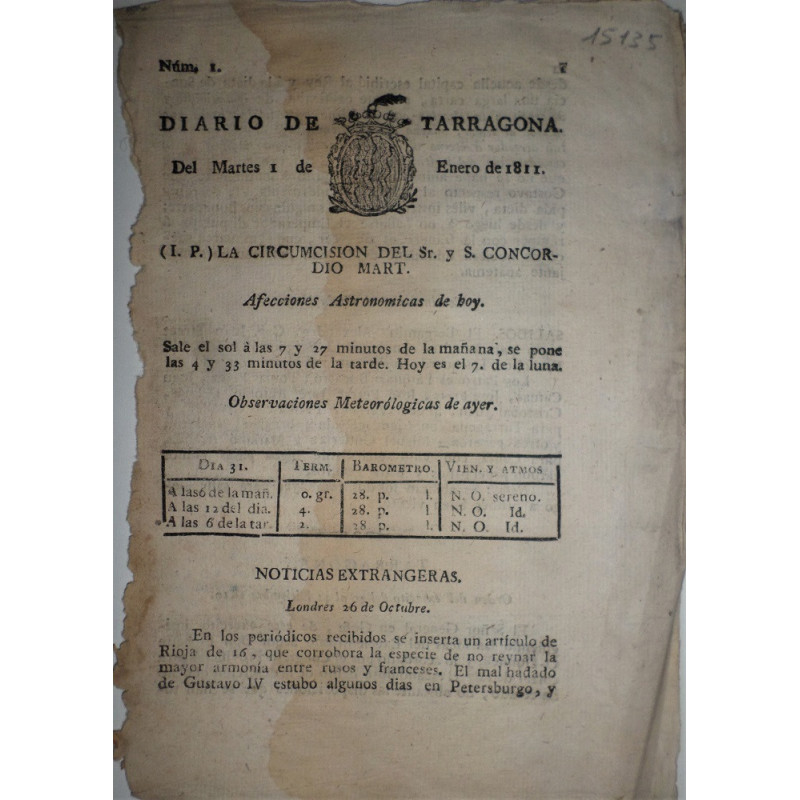 15135
Núm. 1. 7
DIARIO DE TARRAGONA.
Del Martes 1 de Enero de 1811.
(I. P.) LA CIRCUMCISION DEL Sr. y S. CONCOR-
DIO MART.
Afecciones Astronomicas de hoy.
Sale el sol á las 7 y 27 minutos de la mañana, se pone
las 4 y 33 minutos de la tarde. Hoy es el 7. de la luna.
Observaciones Meteorólogicas de ayer.
DIA 31. TERM. BAROMETRO. VIEN. Y ATMOS
A las 6 de la mañ. 0. gr. 28. p. l. N. O. sereno.
A las 12 del dia. 4. 28. p. l N. O. Id.
A las 6 de la tar. 2. 28 p. l. N. O. Id.
NOTICIAS EXTRANGERAS.
Londres 26 de Octubre.
En los periódicos recibidos se inserta un artículo de
Rioja de 16, que corrobora la especie de no reynar la
mayor armonía entre rusos y franceses. El mal hadado
de Gustavo IV estubo algunos dias en Petersburgo, y